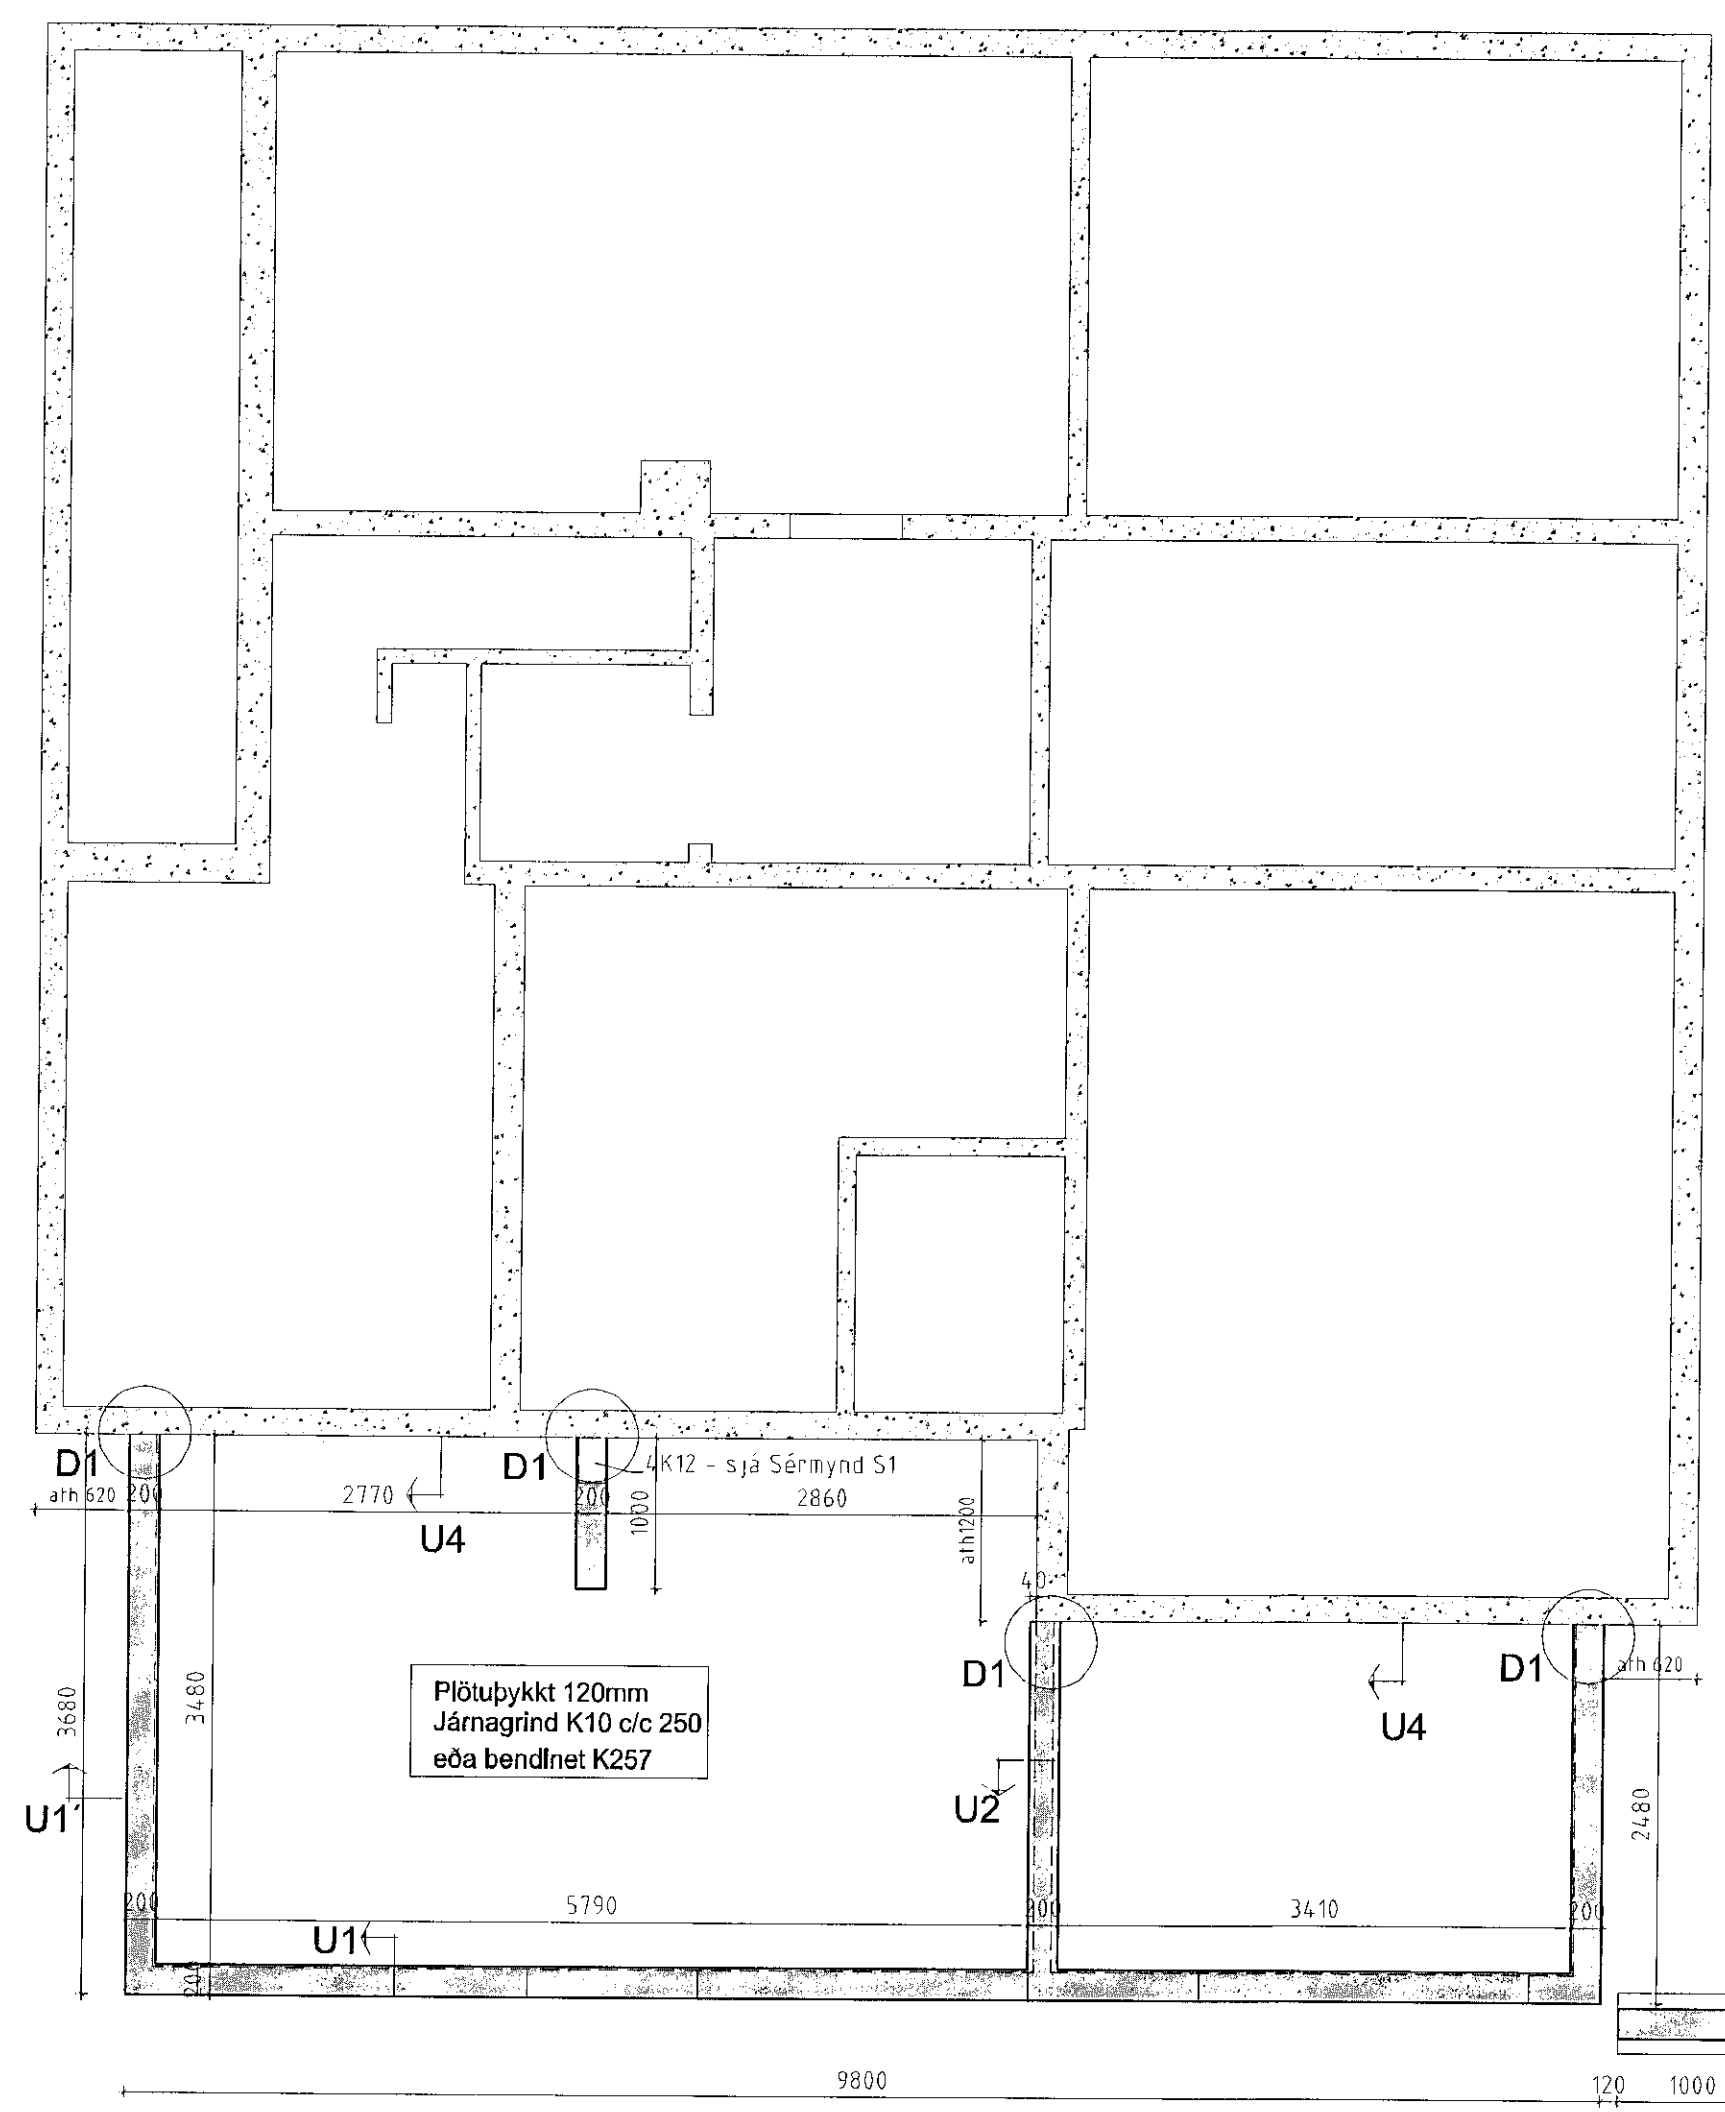 D1
D1
4K12 - sjá Sérmynd S1
ath 620
200
2770
200
1000
2860
ath1200
U4
40
D1
D1
ath 620
Plötuþykkt 120mm
Járnagrind K10 c/c 250
eða bendinet K257
3680
3480
U4
U1'
U2
2480
200
5790
200
3410
200
U1
200
9800
120
1000